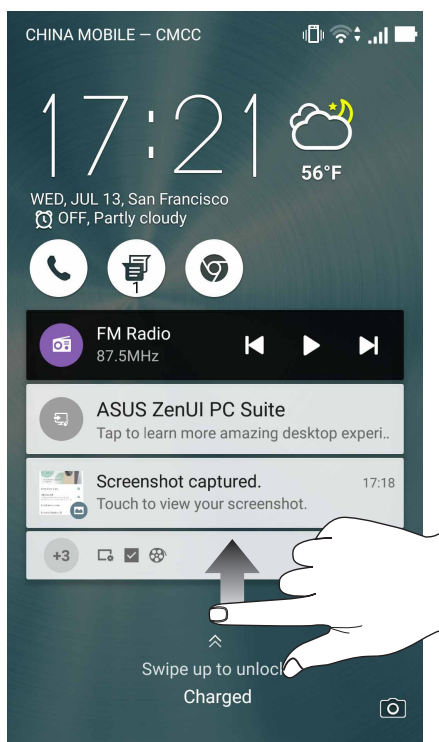 CHINA MOBILE — CMCC
17:21
56°F
WED, JUL 13, San Francisco
OFF, Partly cloudy
1
FM Radio
87.5MHz
ASUS ZenUI PC Suite
Tap to learn more amazing desktop experi..
Screenshot captured. 17:18
Touch to view your screenshot.
+3
Swipe up to unlock
Charged